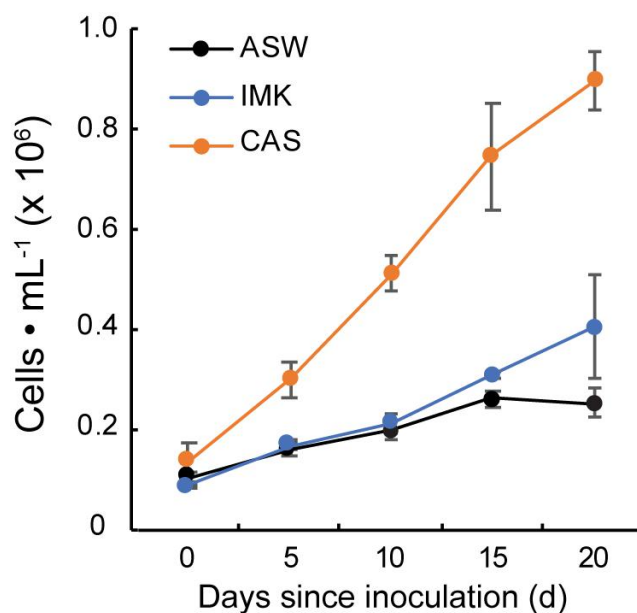 1.0
0.8
0.6
0.4
0.2
0
Cells • mL⁻¹ (x 10⁶)
ASW
IMK
CAS
0 5 10 15 20
Days since inoculation (d)